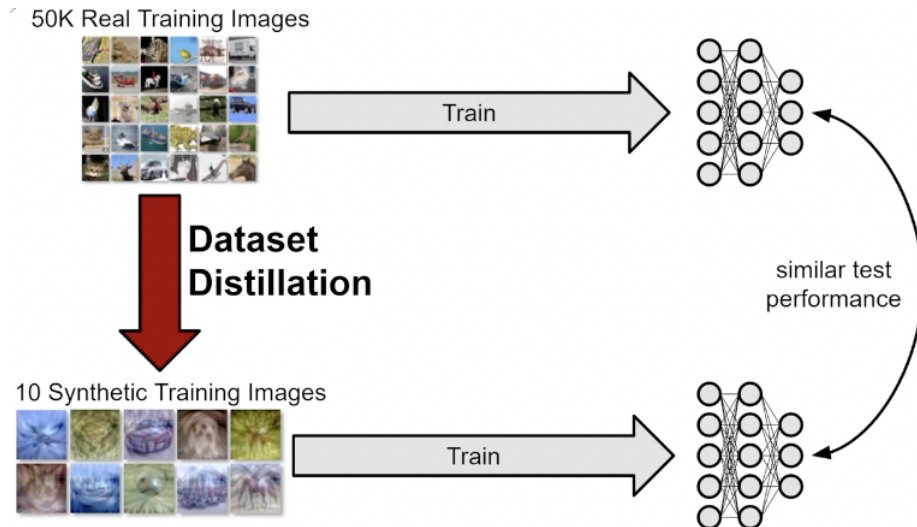 50K Real Training Images
Train
Dataset
Distillation
similar test
performance
10 Synthetic Training Images
Train